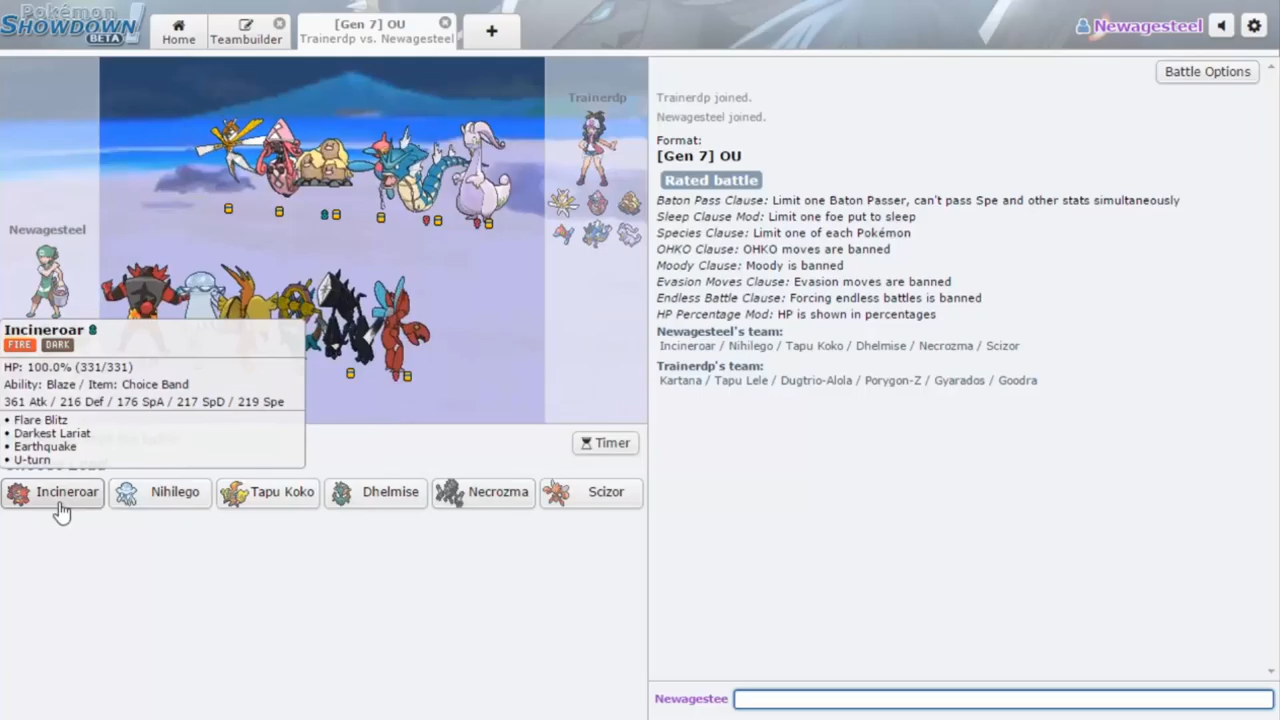 Pokémon
SHOWDOWN!
BETA
Home
Teambuilder
[Gen 7] OU
Trainerdp vs. Newagesteel
Newagesteel
Trainerdp
Newagesteel
Incineroar
FIRE DARK
HP: 100.0% (331/331)
Ability: Blaze / Item: Choice Band
361 Atk / 216 Def / 176 SpA / 217 SpD / 219 Spe
• Flare Blitz
• Darkest Lariat
• Earthquake
• U-turn
Timer
Incineroar
Nihilego
Tapu Koko
Dhelmise
Necrozma
Scizor
Battle Options
Trainerdp joined.
Newagesteel joined.
Format:
[Gen 7] OU
Rated battle
Baton Pass Clause: Limit one Baton Passer, can't pass Spe and other stats simultaneously
Sleep Clause Mod: Limit one foe put to sleep
Species Clause: Limit one of each Pokémon
OHKO Clause: OHKO moves are banned
Moody Clause: Moody is banned
Evasion Moves Clause: Evasion moves are banned
Endless Battle Clause: Forcing endless battles is banned
HP Percentage Mod: HP is shown in percentages
Newagesteel's team:
Incineroar / Nihilego / Tapu Koko / Dhelmise / Necrozma / Scizor
Trainerdp's team:
Kartana / Tapu Lele / Dugtrio-Alola / Porygon-Z / Gyarados / Goodra
Newagestee